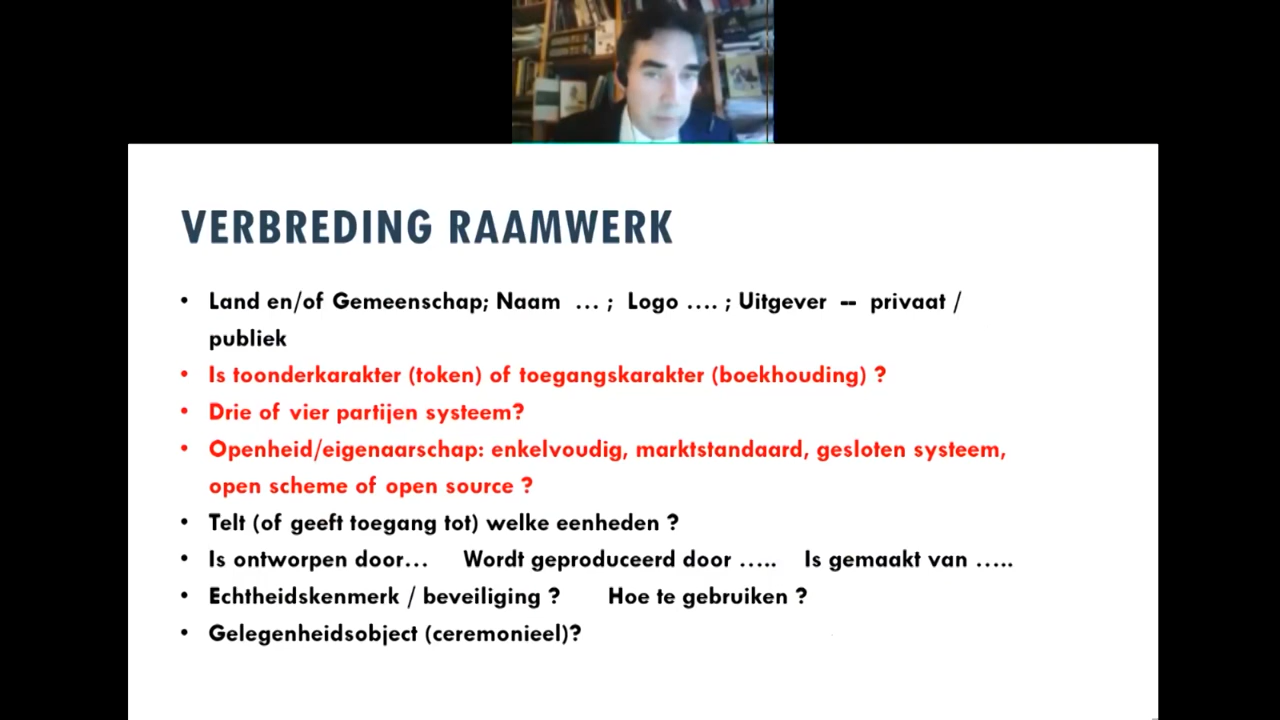 VERBREDING RAAMWERK
• Land en/of Gemeenschap; Naam ... ; Logo .... ; Uitgever -- privaat /
publiek
• Is toonderkarakter (token) of toegangskarakter (boekhouding) ?
• Drie of vier partijen systeem?
• Openheid/eigenaarschap: enkelvoudig, marktstandaard, gesloten systeem,
open scheme of open source ?
• Telt (of geeft toegang tot) welke eenheden ?
• Is ontworpen door... Wordt geproduceerd door ..... Is gemaakt van .....
• Echtheidskenmerk / beveiliging ? Hoe te gebruiken ?
• Gelegenheidsobject (ceremonieel)?